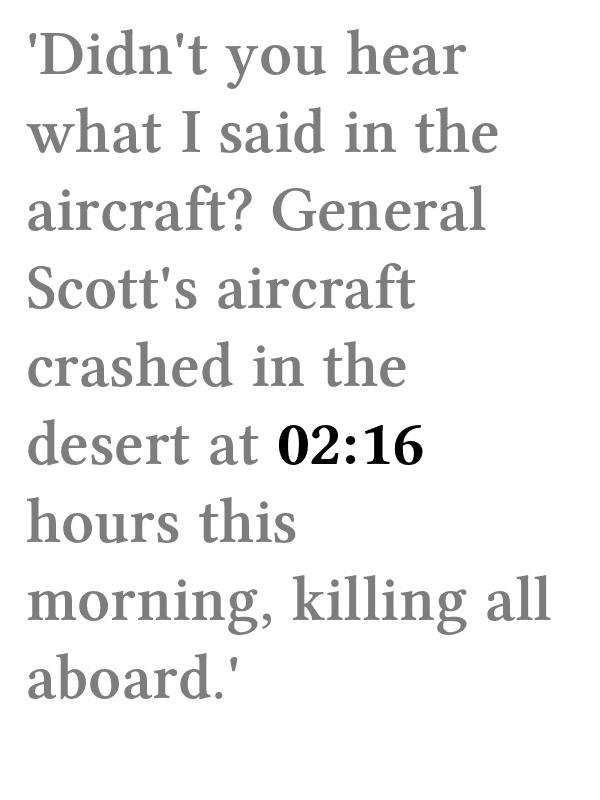 'Didn't you hear
what I said in the
aircraft? General
Scott's aircraft
crashed in the
desert at 02:16
hours this
morning, killing all
aboard.'